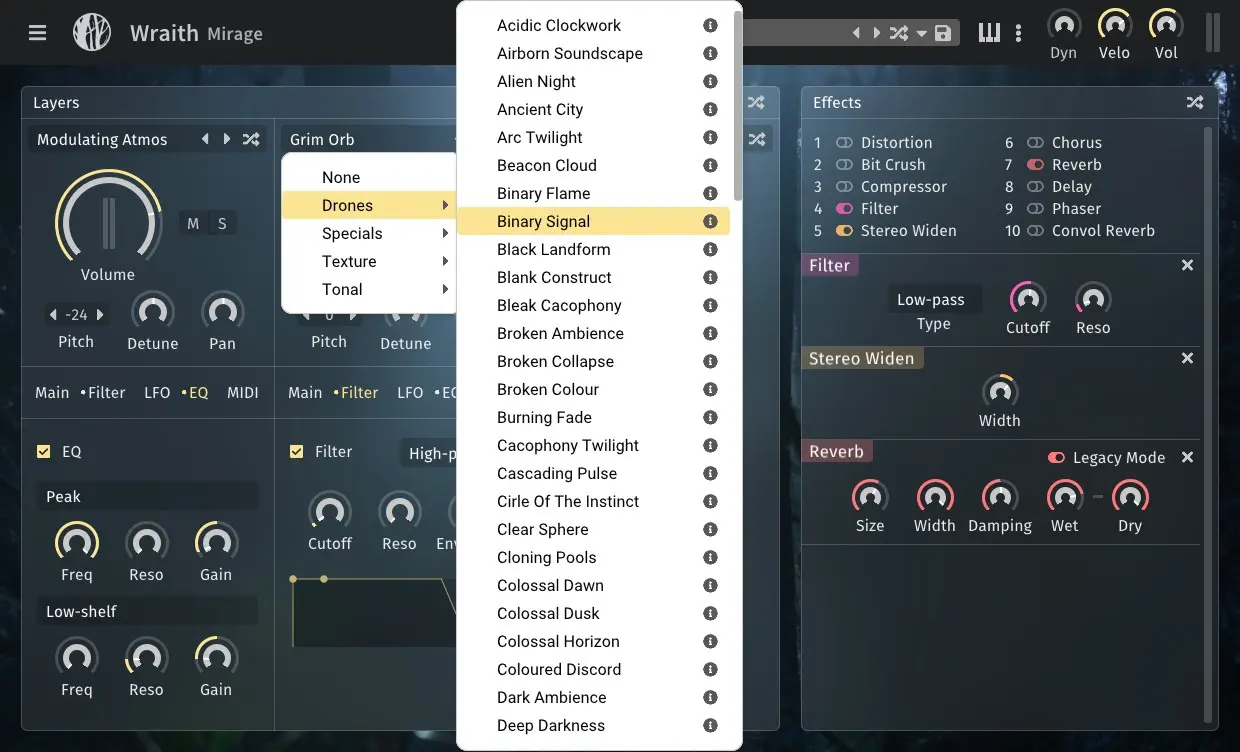 Wraith Mirage
Dyn
Velo
Vol
Layers
Modulating Atmos
Volume
M S
-24
Pitch
Detune
Pan
Main •Filter LFO •EQ MIDI
EQ
Peak
Freq
Reso
Gain
Low-shelf
Freq
Reso
Gain
Grim Orb
None
Drones
Specials
Texture
Tonal
0
Pitch
Detune
Main •Filter LFO
Filter
Cutoff
Reso
Acidic Clockwork
Airborn Soundscape
Alien Night
Ancient City
Arc Twilight
Beacon Cloud
Binary Flame
Binary Signal
Black Landform
Blank Construct
Bleak Cacophony
Broken Ambience
Broken Collapse
Broken Colour
Burning Fade
Cacophony Twilight
Cascading Pulse
Cirle Of The Instinct
Clear Sphere
Cloning Pools
Colossal Dawn
Colossal Dusk
Colossal Horizon
Coloured Discord
Dark Ambience
Deep Darkness
Effects
1 Distortion
2 Bit Crush
3 Compressor
4 Filter
5 Stereo Widen
6 Chorus
7 Reverb
8 Delay
9 Phaser
10 Convol Reverb
Filter
Low-pass
Type
Cutoff
Reso
Stereo Widen
Width
Reverb
Legacy Mode
Size
Width
Damping
Wet
Dry